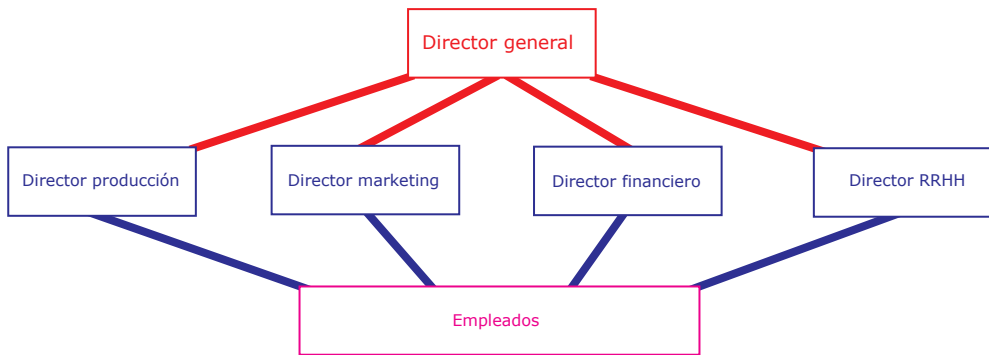 Director general
Director producción
Director marketing
Director financiero
Director RRHH
Empleados